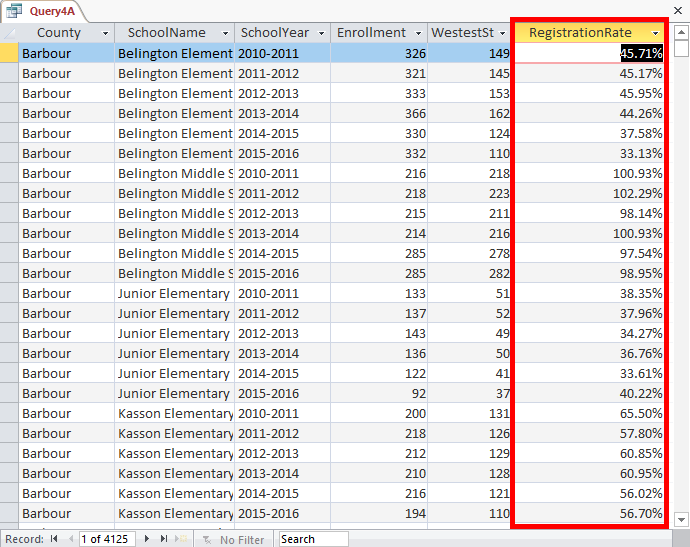 Query4A
County SchoolName SchoolYear Enrollment WestestSt RegistrationRate
Barbour Belington Element 2010-2011 326 149 45.71%
Barbour Belington Element 2011-2012 321 145 45.17%
Barbour Belington Element 2012-2013 333 153 45.95%
Barbour Belington Element 2013-2014 366 162 44.26%
Barbour Belington Element 2014-2015 330 124 37.58%
Barbour Belington Element 2015-2016 332 110 33.13%
Barbour Belington Middle S 2010-2011 216 218 100.93%
Barbour Belington Middle S 2011-2012 218 223 102.29%
Barbour Belington Middle S 2012-2013 215 211 98.14%
Barbour Belington Middle S 2013-2014 214 216 100.93%
Barbour Belington Middle S 2014-2015 285 278 97.54%
Barbour Belington Middle S 2015-2016 285 282 98.95%
Barbour Junior Elementary 2010-2011 133 51 38.35%
Barbour Junior Elementary 2011-2012 137 52 37.96%
Barbour Junior Elementary 2012-2013 143 49 34.27%
Barbour Junior Elementary 2013-2014 136 50 36.76%
Barbour Junior Elementary 2014-2015 122 41 33.61%
Barbour Junior Elementary 2015-2016 92 37 40.22%
Barbour Kasson Elementary 2010-2011 200 131 65.50%
Barbour Kasson Elementary 2011-2012 218 126 57.80%
Barbour Kasson Elementary 2012-2013 212 129 60.85%
Barbour Kasson Elementary 2013-2014 210 128 60.95%
Barbour Kasson Elementary 2014-2015 216 121 56.02%
Barbour Kasson Elementary 2015-2016 194 110 56.70%
Record: 1 of 4125 No Filter Search